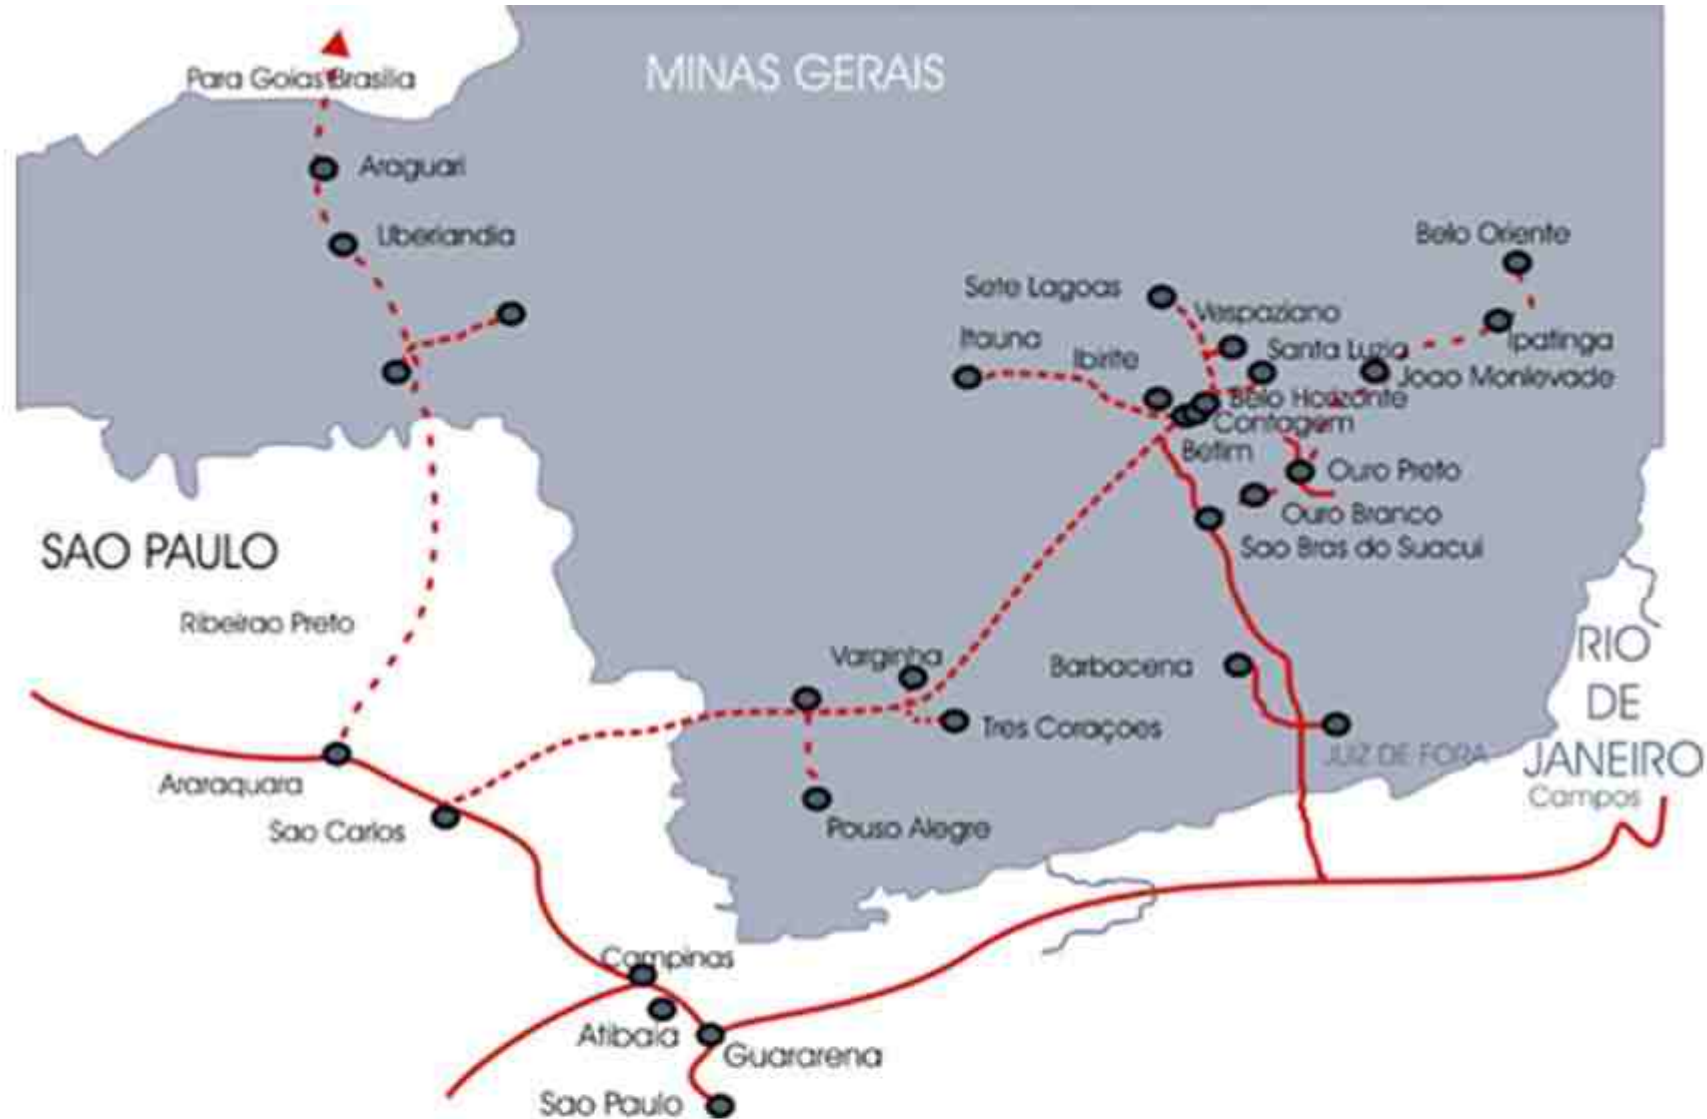 MINAS GERAIS
Para Goias Brasilia
Araguari
Uberlandia
Belo Oriente
Sete Lagoas
Vespaziano
Itauna
Ibirite
Santa Luzia
Ipatinga
Joao Monlevade
Belo Horizonte
Contagem
Betim
Ouro Preto
Ouro Branco
Sao Bras do Suacui
SAO PAULO
Ribeirao Preto
Varginha
Barbacena
RIO
DE
JANEIRO
Campos
Tres Coraçoes
JUIZ DE FORA
Araraquara
Sao Carlos
Pouso Alegre
Campinas
Atibaia
Guararena
Sao Paulo